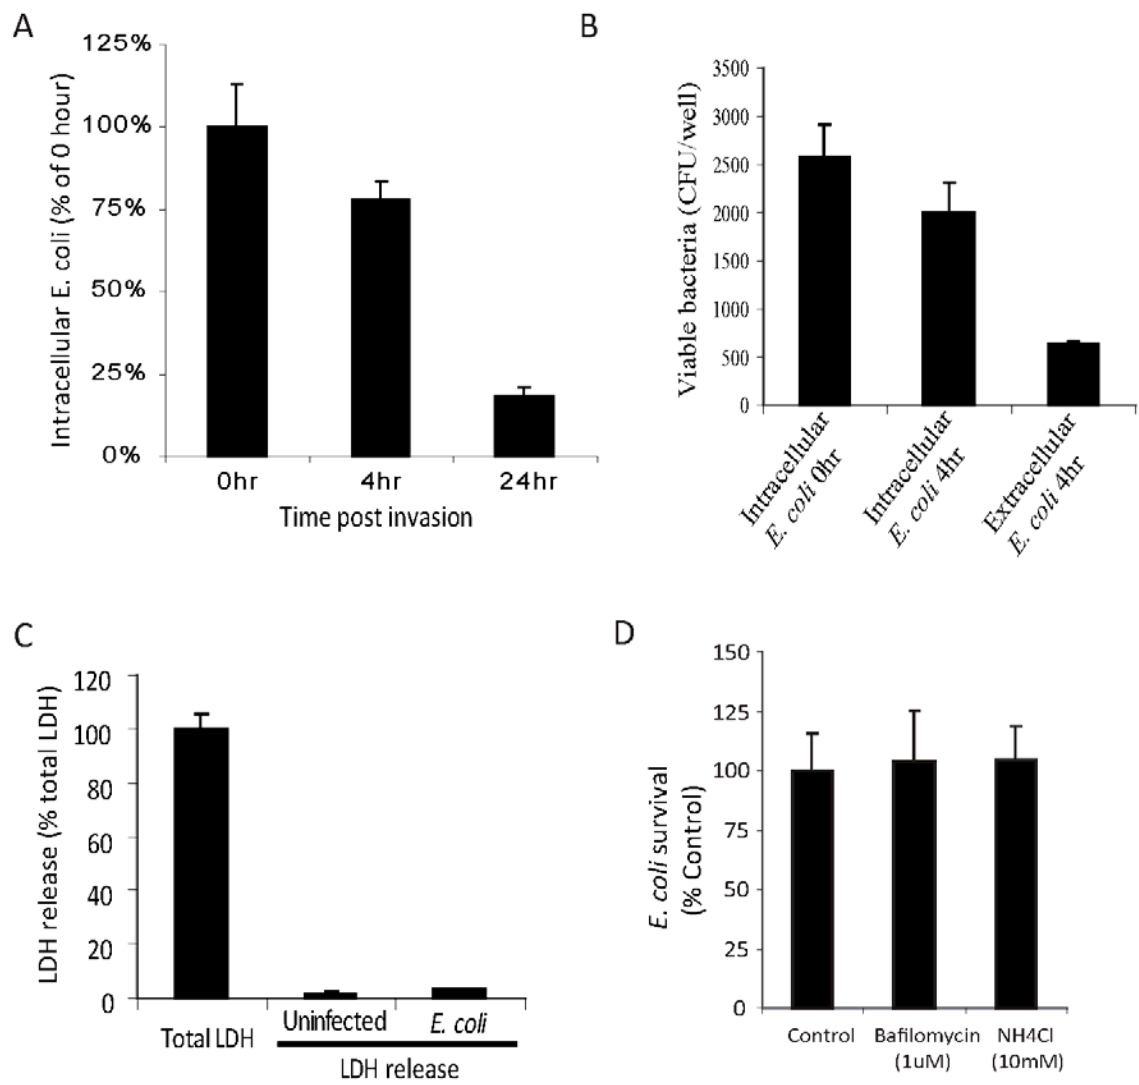 A
Intracellular E. coli (% of 0 hour)
125%
100%
75%
50%
25%
0%
0hr 4hr 24hr
Time post invasion
B
Viable bacteria (CFU/well)
3500
3000
2500
2000
1500
1000
500
0
Intracellular
E. coli 0hr
Intracellular
E. coli 4hr
Extracellular
E. coli 4hr
C
LDH release (% total LDH)
120
100
80
60
40
20
0
Total LDH
Uninfected E. coli
LDH release
D
E. coli survival
(% Control)
150
125
100
75
50
25
0
Control Bafilomycin NH4Cl
(1uM) (10mM)